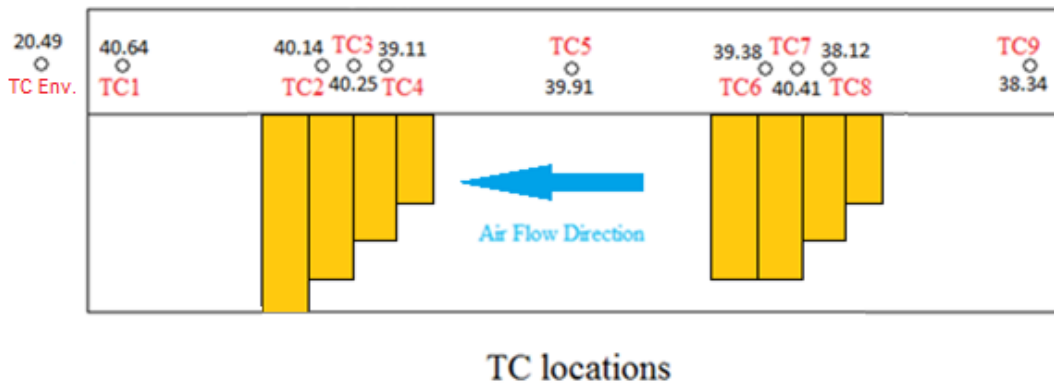 TC3
TC5
TC7
TC9
20.49
40.64
40.14
39.11
39.38
38.12
TC Env.
TC1
TC2
40.25
TC4
39.91
TC6
40.41
TC8
38.34
Air Flow Direction
TC locations